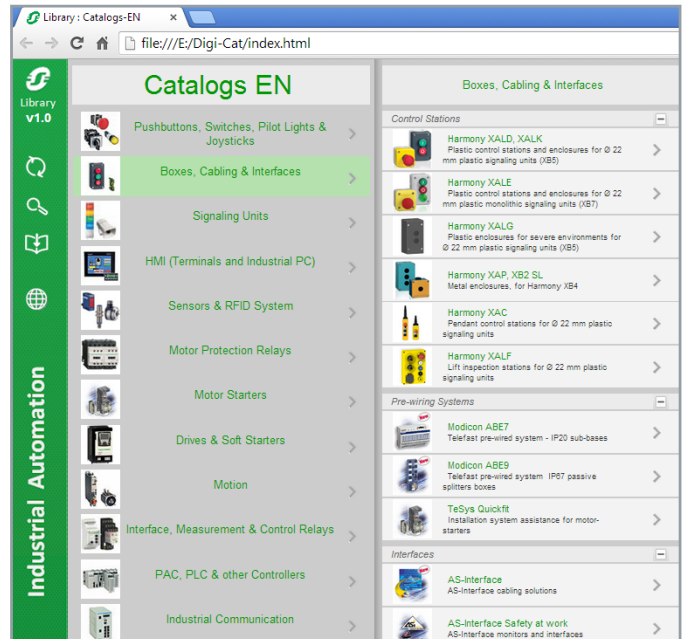 Library : Catalogs-EN
file:///E:/Digi-Cat/index.html
Library
v1.0
Industrial Automation
Catalogs EN
Pushbuttons, Switches, Pilot Lights &
Joysticks
Boxes, Cabling & Interfaces
Signaling Units
HMI (Terminals and Industrial PC)
Sensors & RFID System
Motor Protection Relays
Motor Starters
Drives & Soft Starters
Motion
Interface, Measurement & Control Relays
PAC, PLC & other Controllers
Industrial Communication
Boxes, Cabling & Interfaces
Control Stations
Harmony XALD, XALK
Plastic control stations and enclosures for Ø 22
mm plastic signaling units (XB5)
Harmony XALE
Plastic control stations and enclosures for Ø 22
mm plastic monolithic signaling units (XB7)
Harmony XALG
Plastic enclosures for severe environments for
Ø 22 mm plastic signaling units (XB5)
Harmony XAP, XB2 SL
Metal enclosures, for Harmony XB4
Harmony XAC
Pendant control stations for Ø 22 mm plastic
signaling units
Harmony XALF
Lift inspection stations for Ø 22 mm plastic
signaling units
Pre-wiring Systems
Modicon ABE7
Telefast pre-wired system - IP20 sub-bases
Modicon ABE9
Telefast pre-wired system IP67 passive
splitters boxes
TeSys Quickfit
Installation system assistance for motor-
starters
Interfaces
AS-Interface
AS-Interface cabling solutions
AS-Interface Safety at work
AS-Interface monitors and interfaces